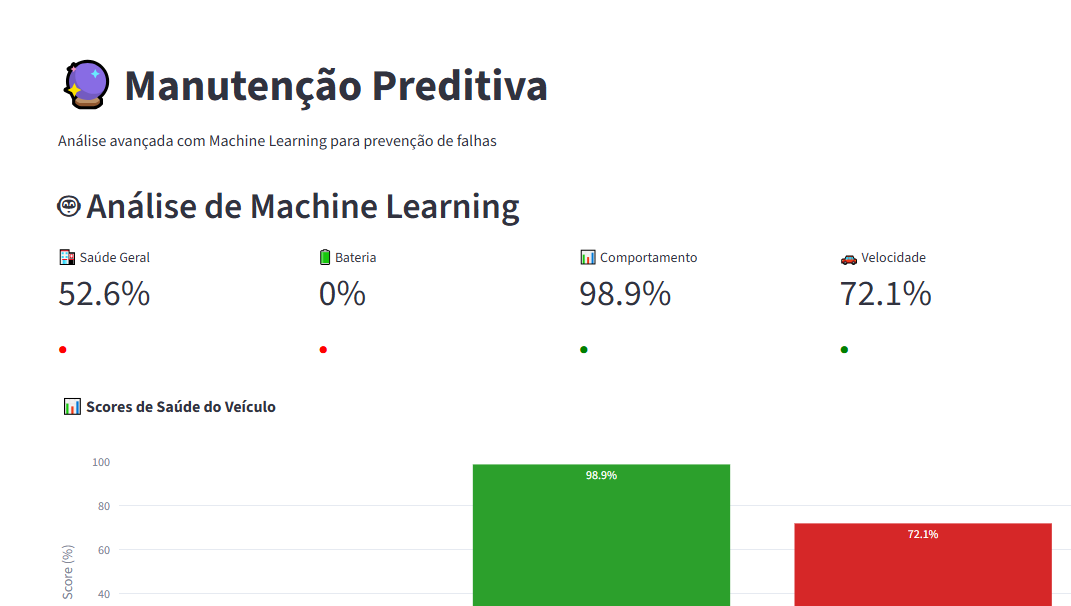 Manutenção Preditiva
Análise avançada com Machine Learning para prevenção de falhas
Análise de Machine Learning
Saúde Geral
52.6%
Bateria
0%
Comportamento
98.9%
Velocidade
72.1%
Scores de Saúde do Veículo
100
98.9%
80
72.1%
60
Score (%)
40